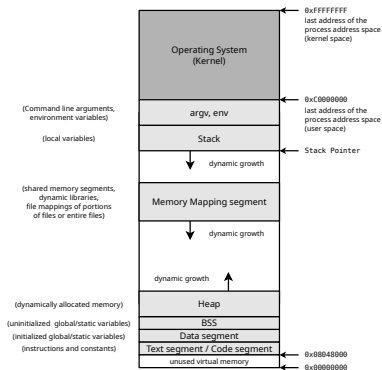 0xFFFFFFFF
last address of the
process address space
(kernel space)
Operating System
(Kernel)
0xC0000000
last address of the
process address space
(user space)
(Command line arguments,
environment variables)
argv, env
(local variables)
Stack
Stack Pointer
dynamic growth
(shared memory segments,
dynamic libraries,
file mappings of portions
of files or entire files)
Memory Mapping segment
dynamic growth
dynamic growth
(dynamically allocated memory)
Heap
(uninitialized global/static variables)
BSS
(initialized global/static variables)
Data segment
(instructions and constants)
Text segment / Code segment
0x08048000
unused virtual memory
0x00000000